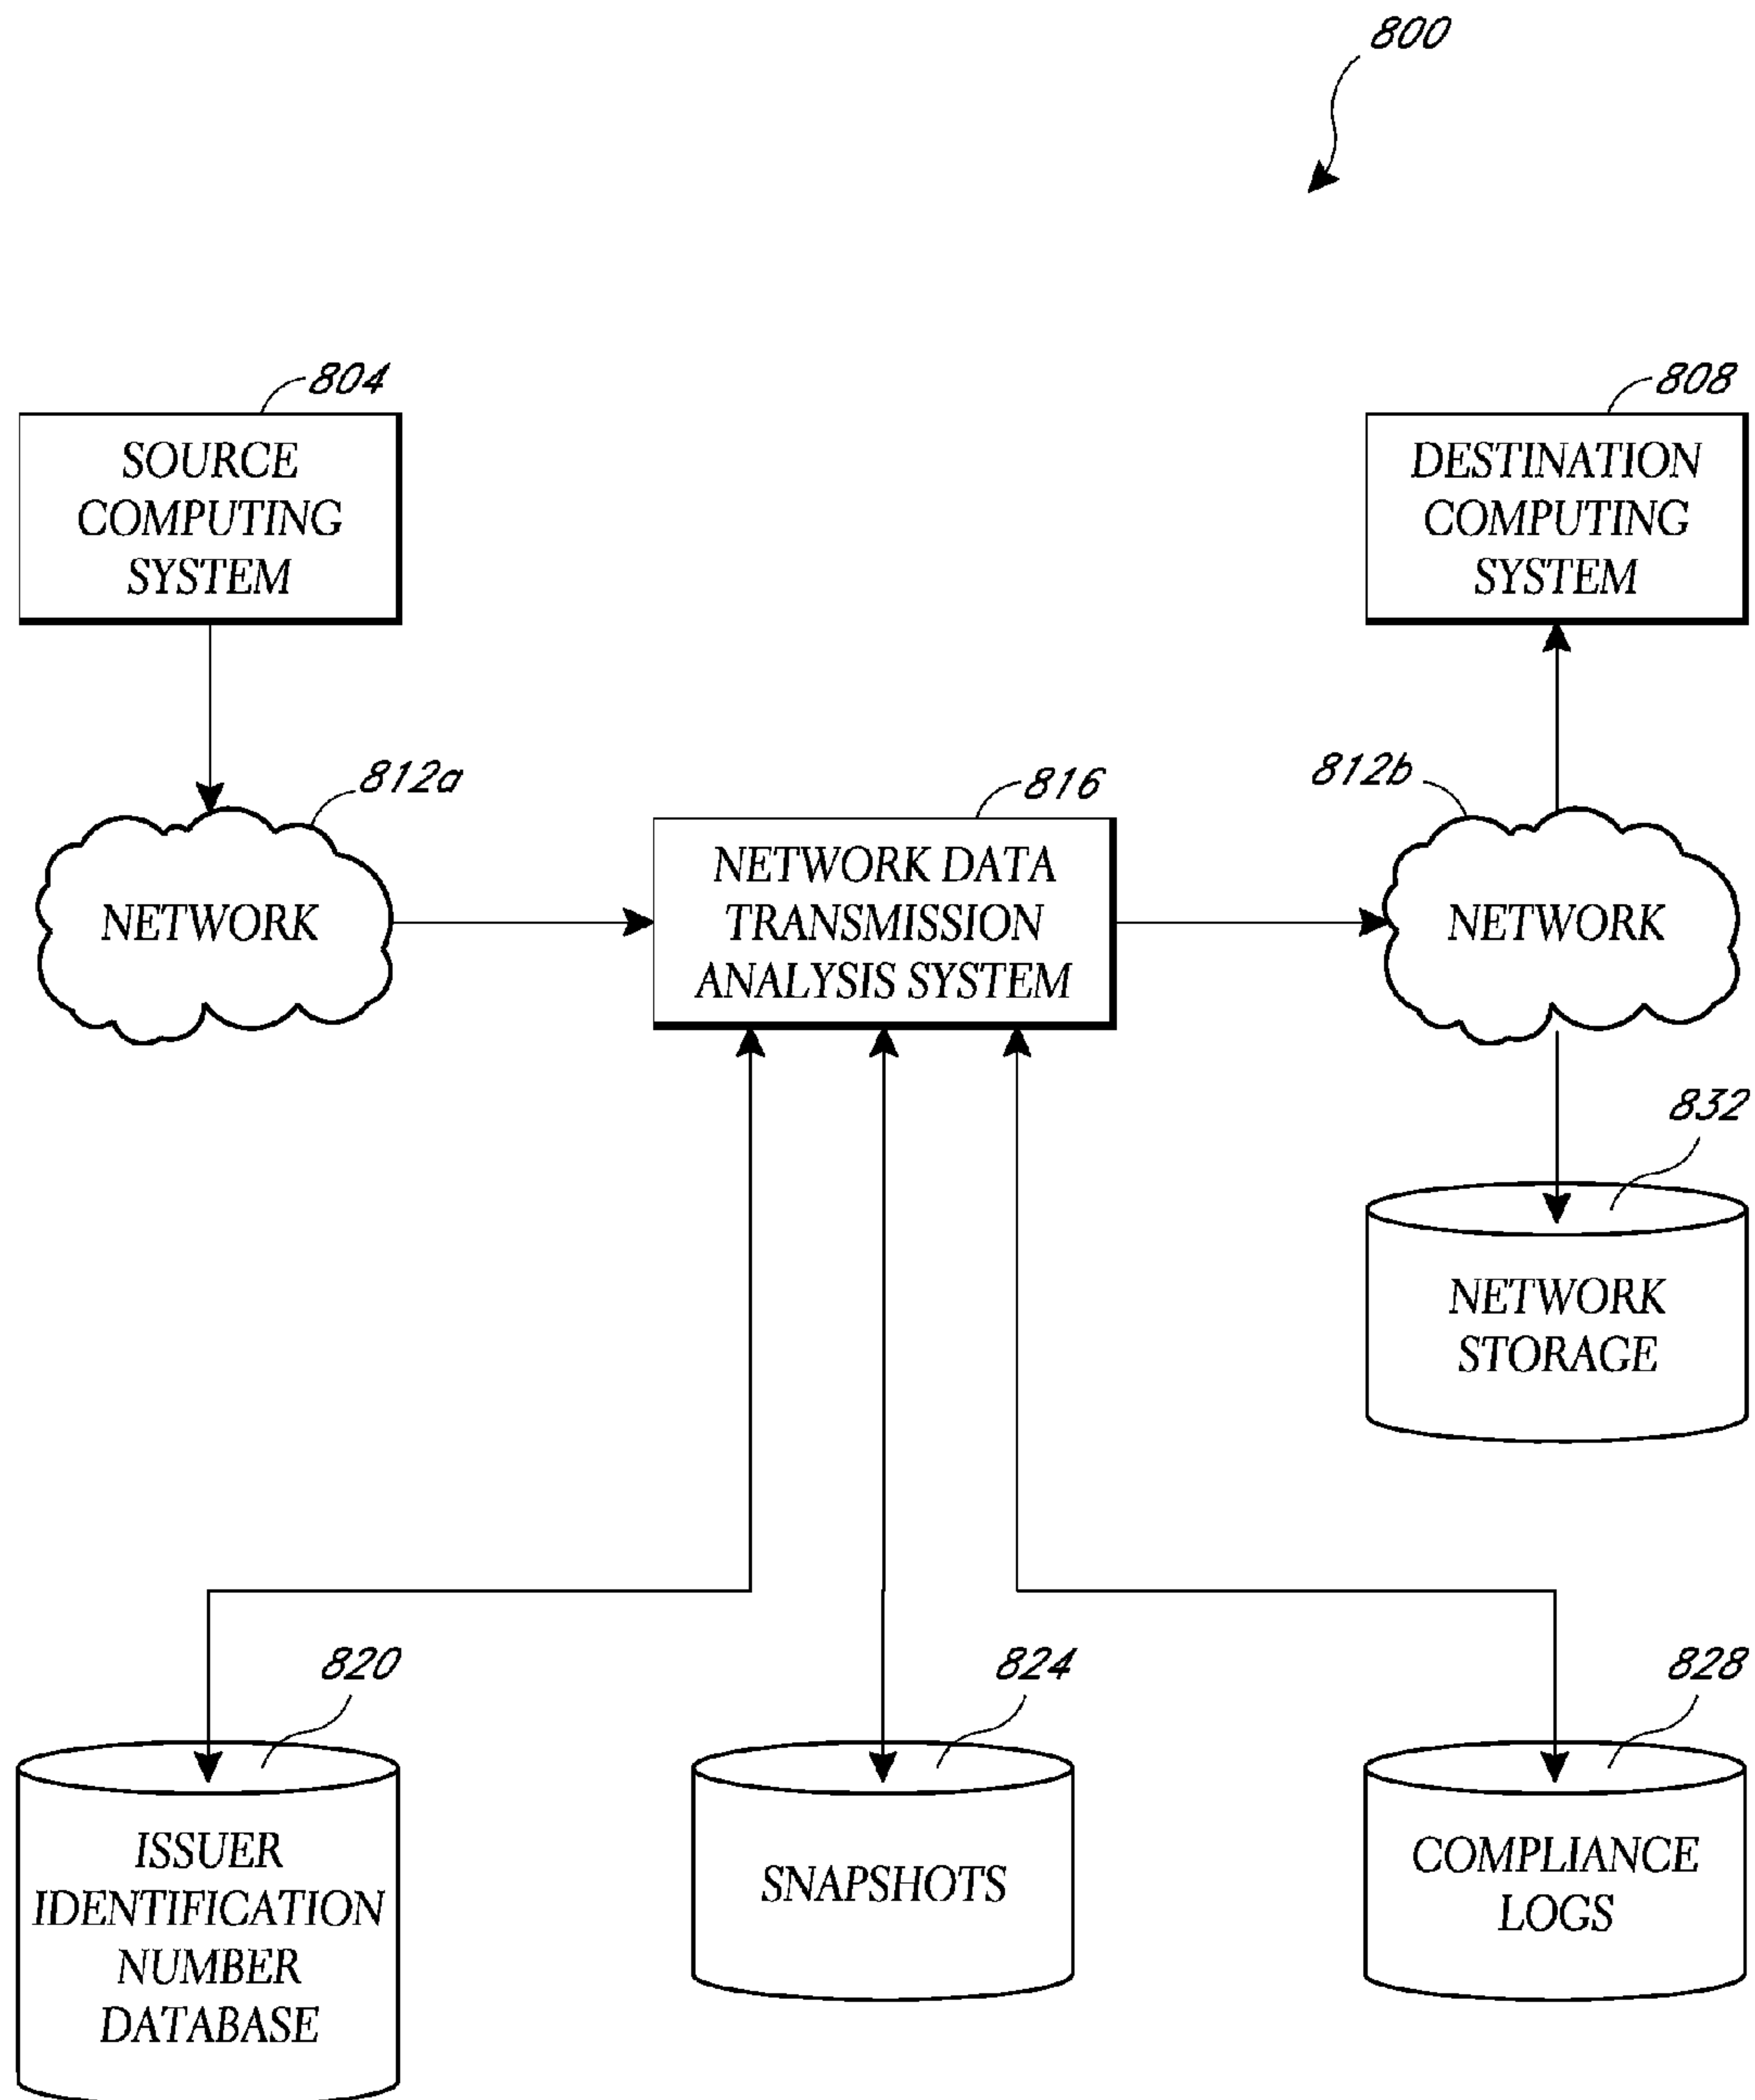 800
804
SOURCE
COMPUTING
SYSTEM
808
DESTINATION
COMPUTING
SYSTEM
812a
NETWORK
816
NETWORK DATA
TRANSMISSION
ANALYSIS SYSTEM
812b
NETWORK
832
NETWORK
STORAGE
820
ISSUER
IDENTIFICATION
NUMBER
DATABASE
824
SNAPSHOTS
828
COMPLIANCE
LOGS